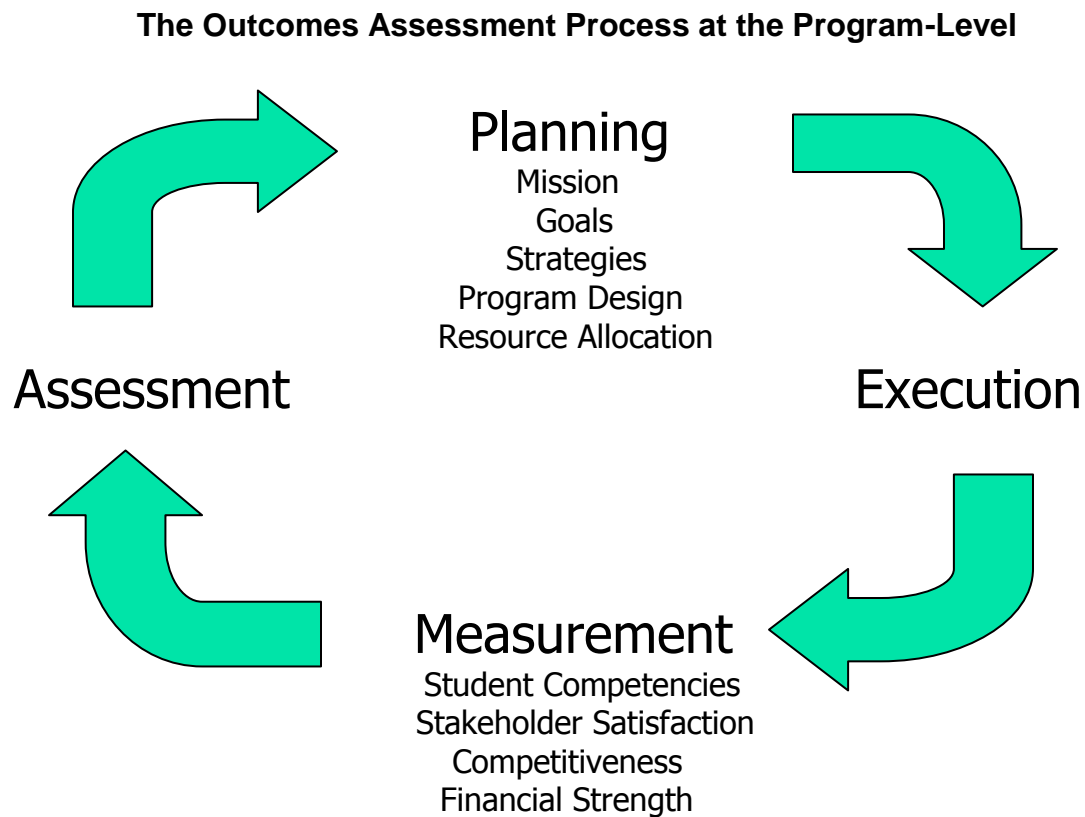 The Outcomes Assessment Process at the Program-Level
Planning
Mission
Goals
Strategies
Program Design
Resource Allocation
Assessment
Execution
Measurement
Student Competencies
Stakeholder Satisfaction
Competitiveness
Financial Strength